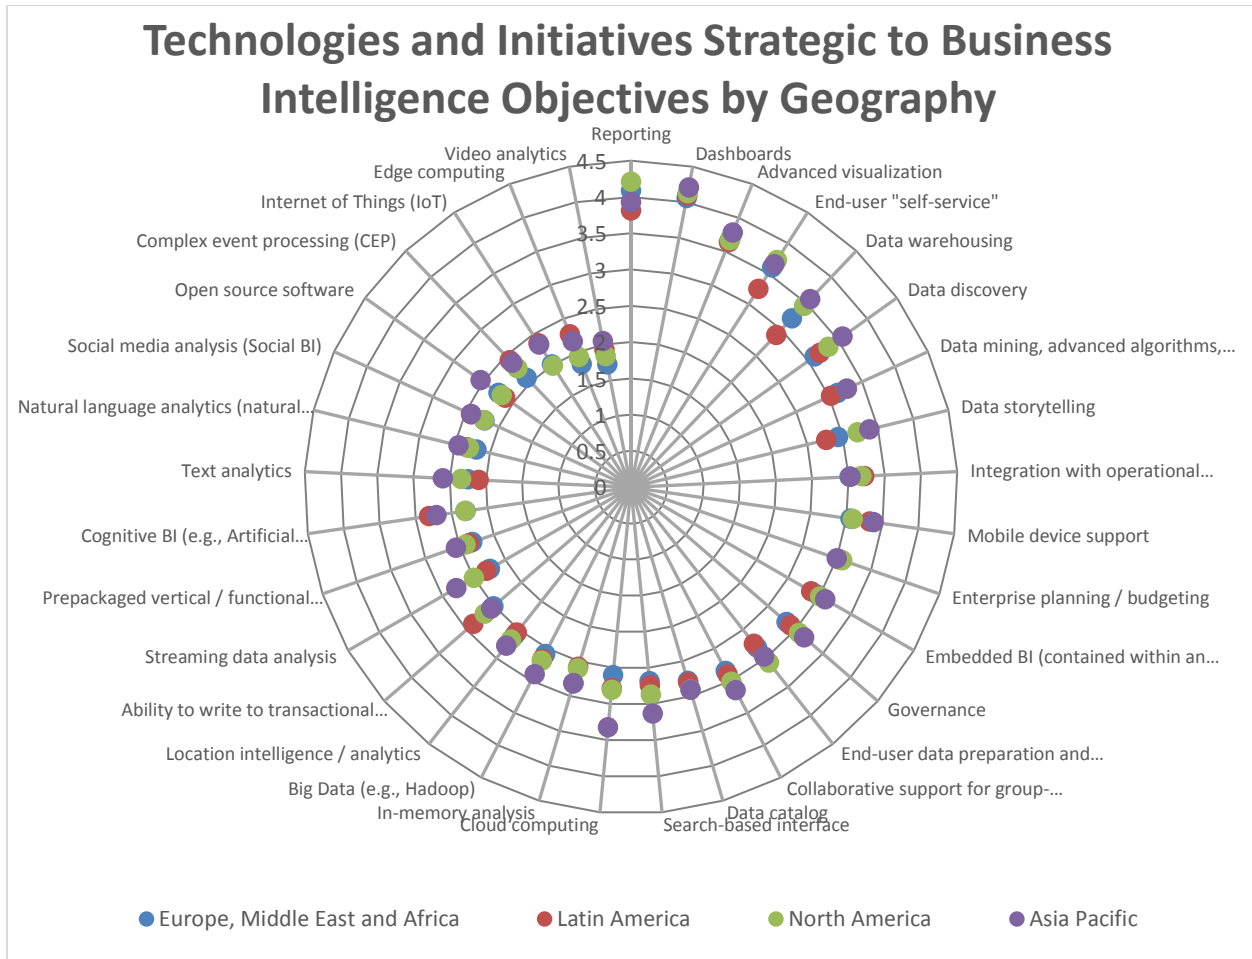 Technologies and Initiatives Strategic to Business
Intelligence Objectives by Geography
Reporting
Dashboards
Advanced visualization
End-user "self-service"
Data warehousing
Data discovery
Data mining, advanced algorithms,...
Data storytelling
Integration with operational...
Mobile device support
Enterprise planning / budgeting
Embedded BI (contained within an...
Governance
End-user data preparation and...
Collaborative support for group-...
Data catalog
Search-based interface
Cloud computing
In-memory analysis
Big Data (e.g., Hadoop)
Location intelligence / analytics
Ability to write to transactional...
Streaming data analysis
Prepackaged vertical / functional...
Cognitive BI (e.g., Artificial...
Text analytics
Natural language analytics (natural...
Social media analysis (Social BI)
Open source software
Complex event processing (CEP)
Internet of Things (IoT)
Edge computing
Video analytics
4.5
4
3.5
3
2.5
2
1.5
1
0.5
0
Europe, Middle East and Africa
Latin America
North America
Asia Pacific